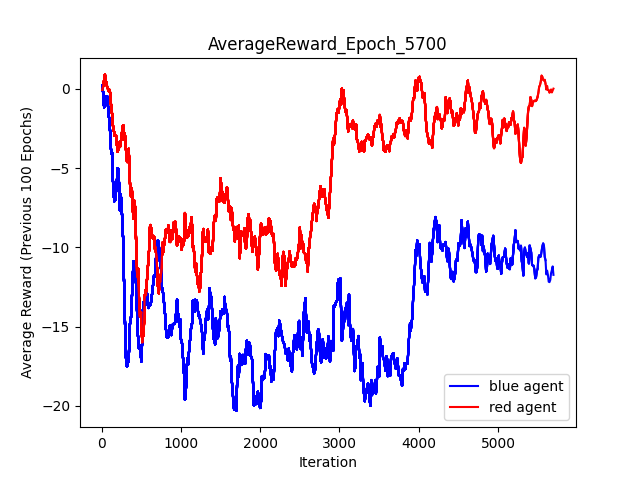 AverageReward_Epoch_5700
Average Reward (Previous 100 Epochs)
0
−5
−10
−15
−20
0 1000 2000 3000 4000 5000
Iteration
blue agent
red agent